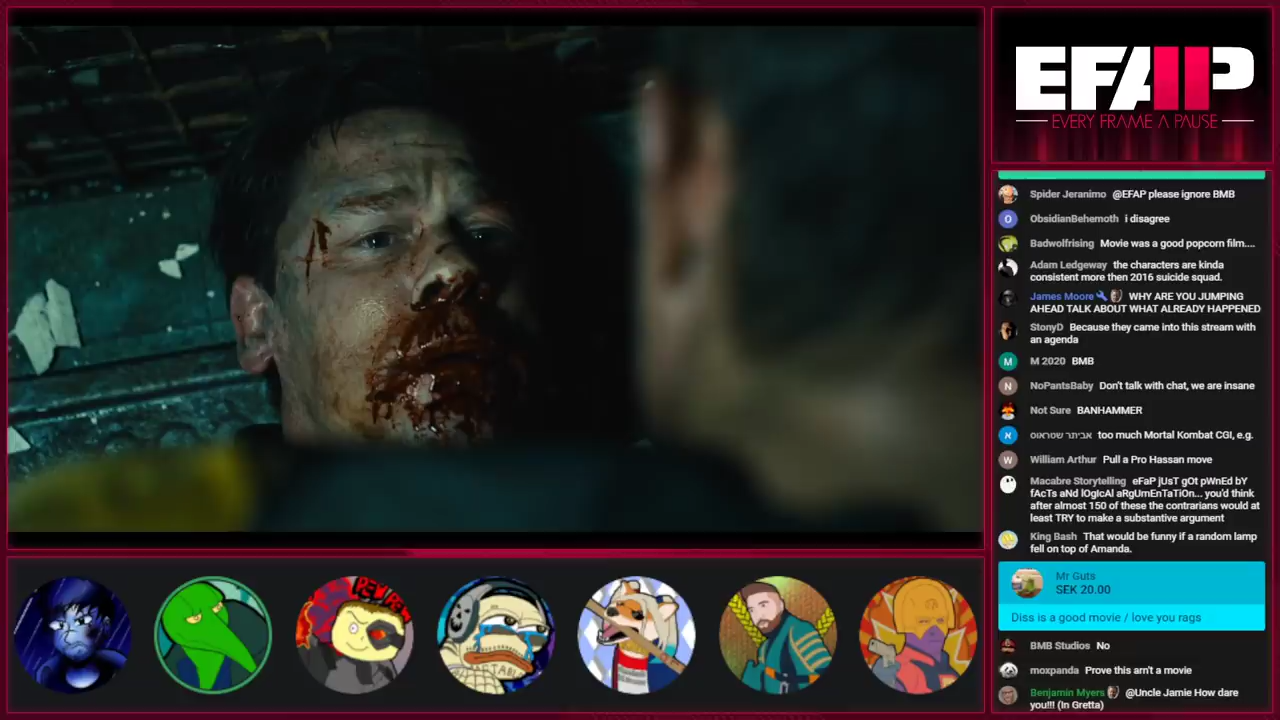 EFAP
EVERY FRAME A PAUSE
Spider Jeranimo @EFAP please ignore BMB
O
ObsidianBehemoth i disagree
Badwolfrising Movie was a good popcorn film....
Adam Ledgeway the characters are kinda
consistent more then 2016 suicide squad.
James Moore WHY ARE YOU JUMPING
AHEAD TALK ABOUT WHAT ALREADY HAPPENED
StonyD Because they came into this stream with
an agenda
M
M 2020 BMB
N
NoPantsBaby Don't talk with chat, we are insane
Not Sure BANHAMMER
א
אביתר שטראוס too much Mortal Kombat CGI, e.g.
W
William Arthur Pull a Pro Hassan move
Macabre Storytelling eFaP jUsT gOt pWnEd bY
fAcTs aNd lOgIcAl aRgUmEnTaTiOn... you'd think
after almost 150 of these the contrarians would at
least TRY to make a substantive argument
King Bash That would be funny if a random lamp
fell on top of Amanda.
Mr Guts
SEK 20.00
Diss is a good movie / love you rags
BMB Studios No
moxpanda Prove this arn't a movie
Benjamin Myers @Uncle Jamie How dare
you!!! (In Gretta)